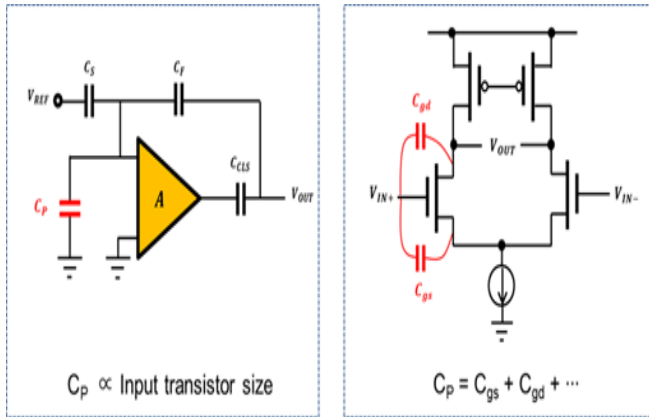 C_S
C_F
V_REF
C_CLS
C_P
A
V_OUT
C_P ∝ Input transistor size
C_gd
V_OUT
V_IN+
V_IN−
C_gs
C_P = C_gs + C_gd + ⋯